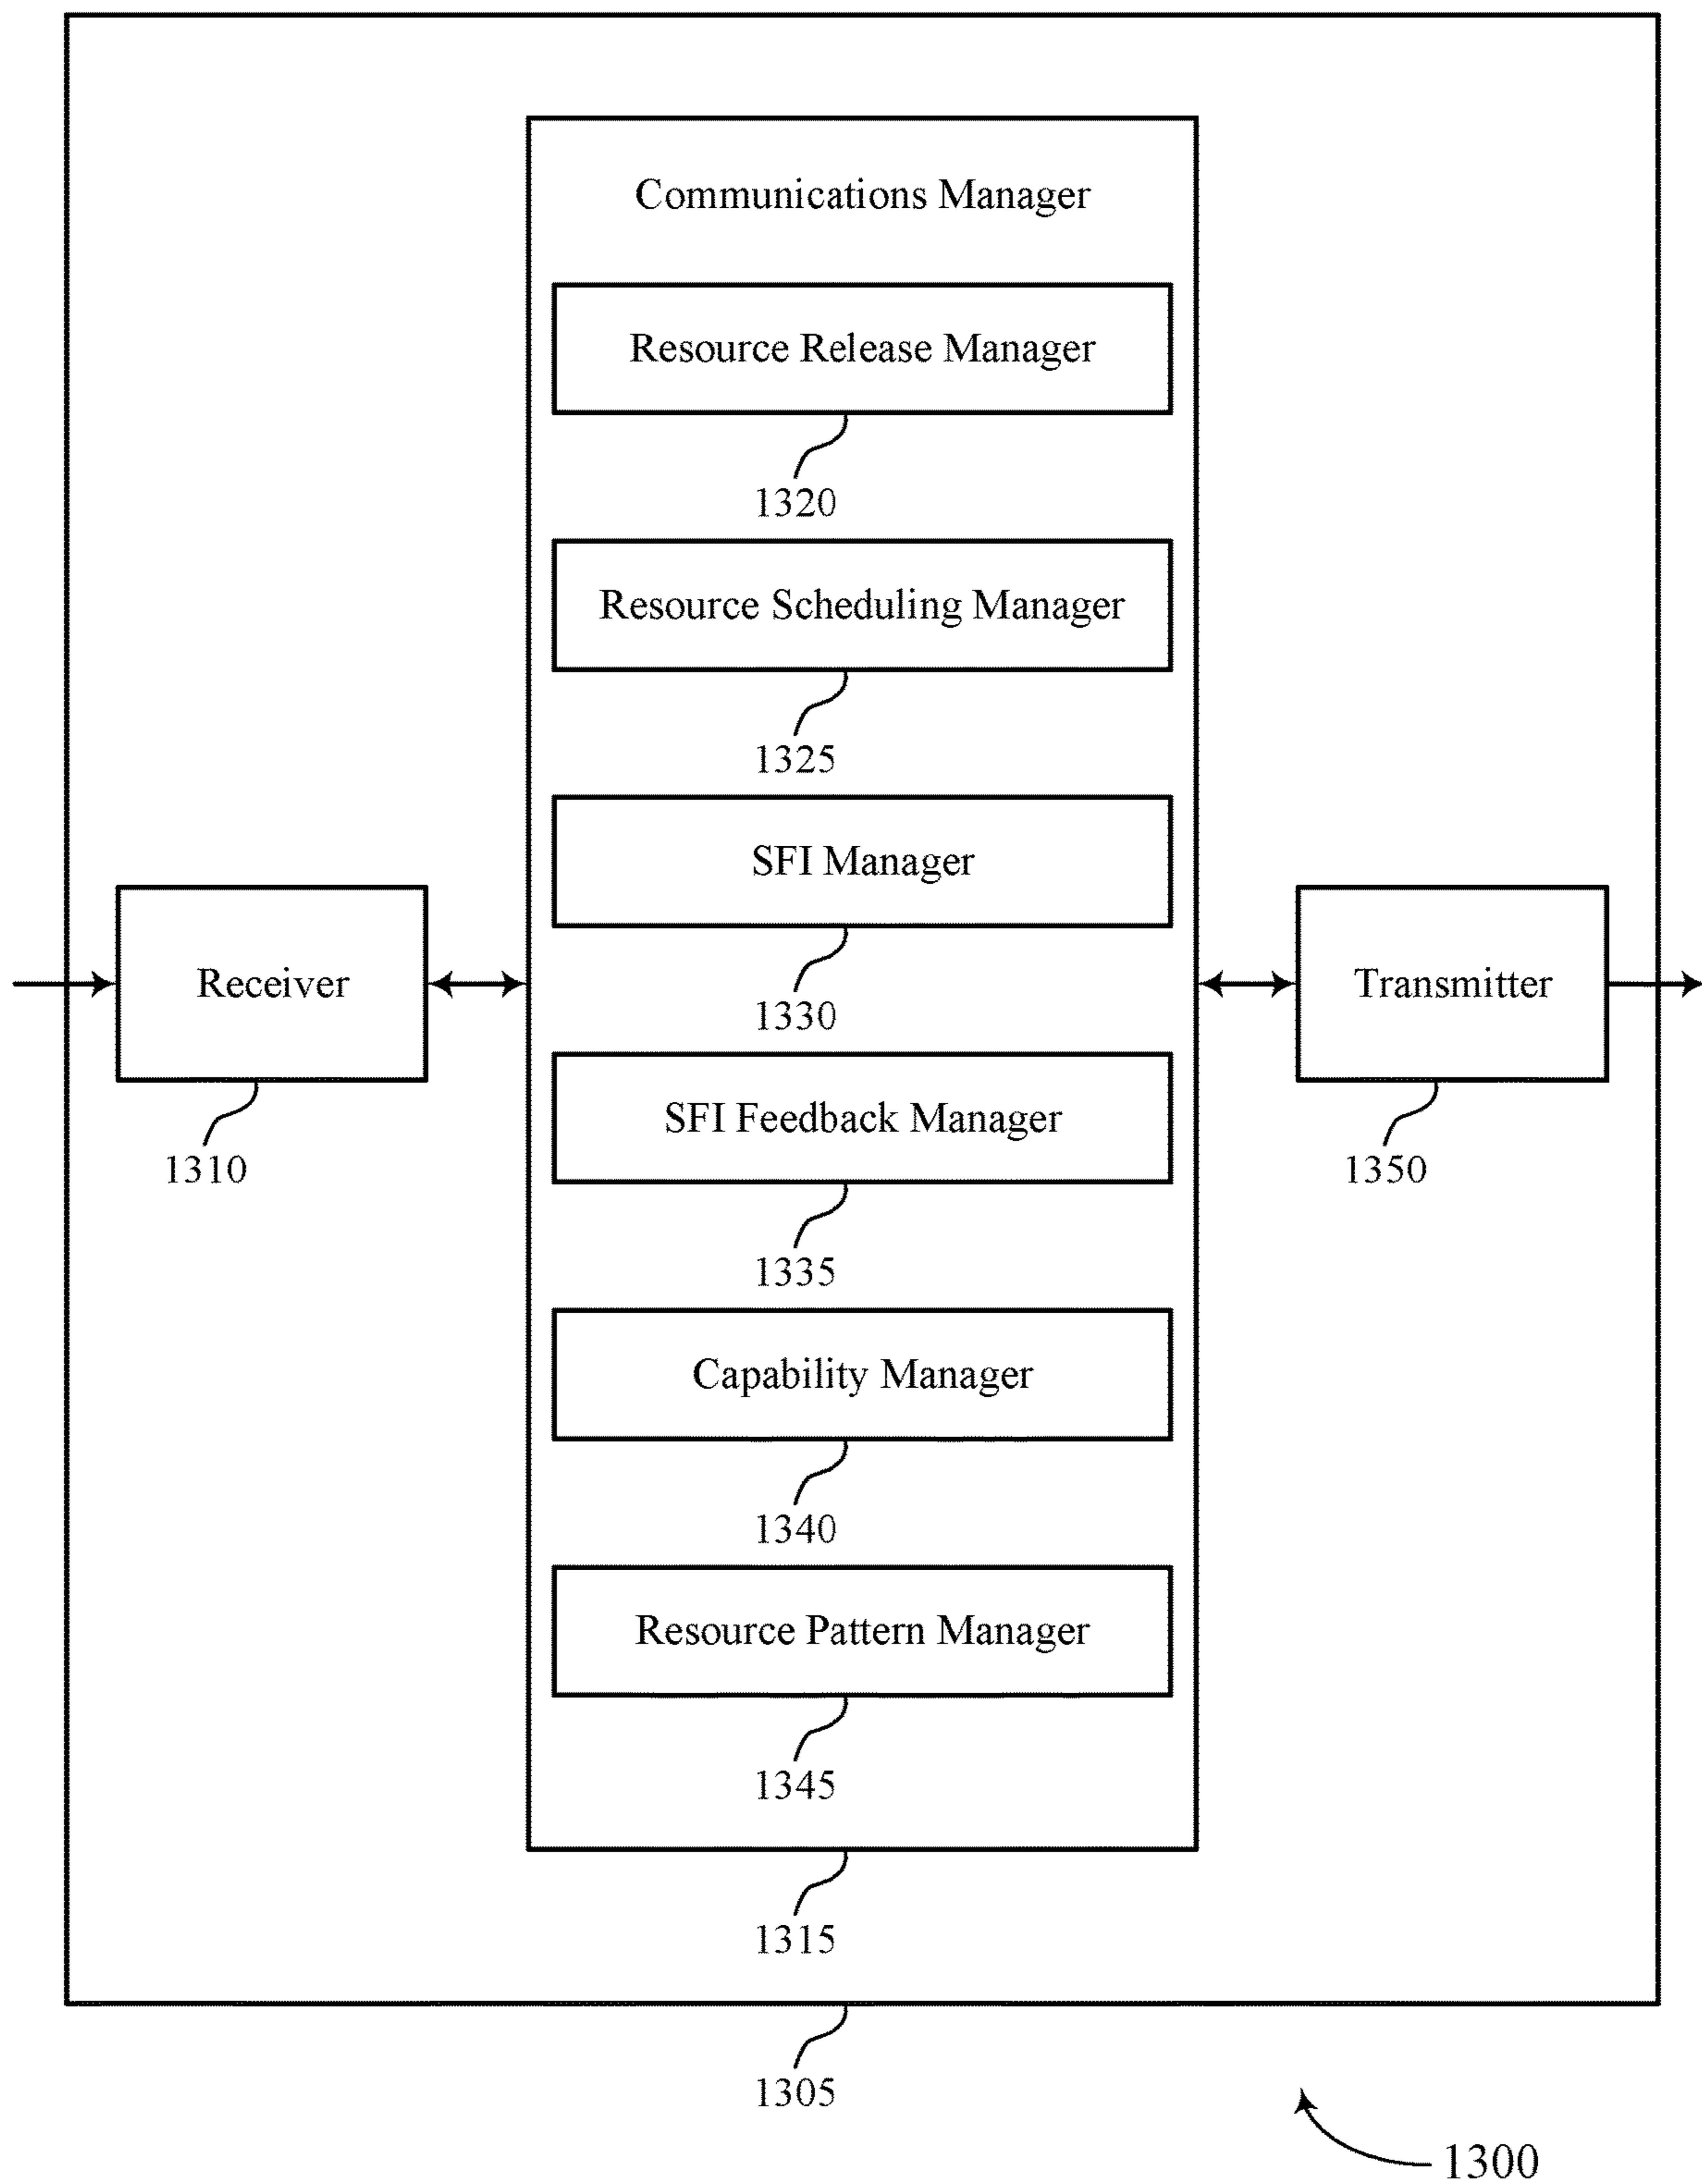 Communications Manager
Resource Release Manager
1320
Resource Scheduling Manager
1325
SFI Manager
1330
Receiver
1310
Transmitter
1350
SFI Feedback Manager
1335
Capability Manager
1340
Resource Pattern Manager
1345
1315
1305
1300